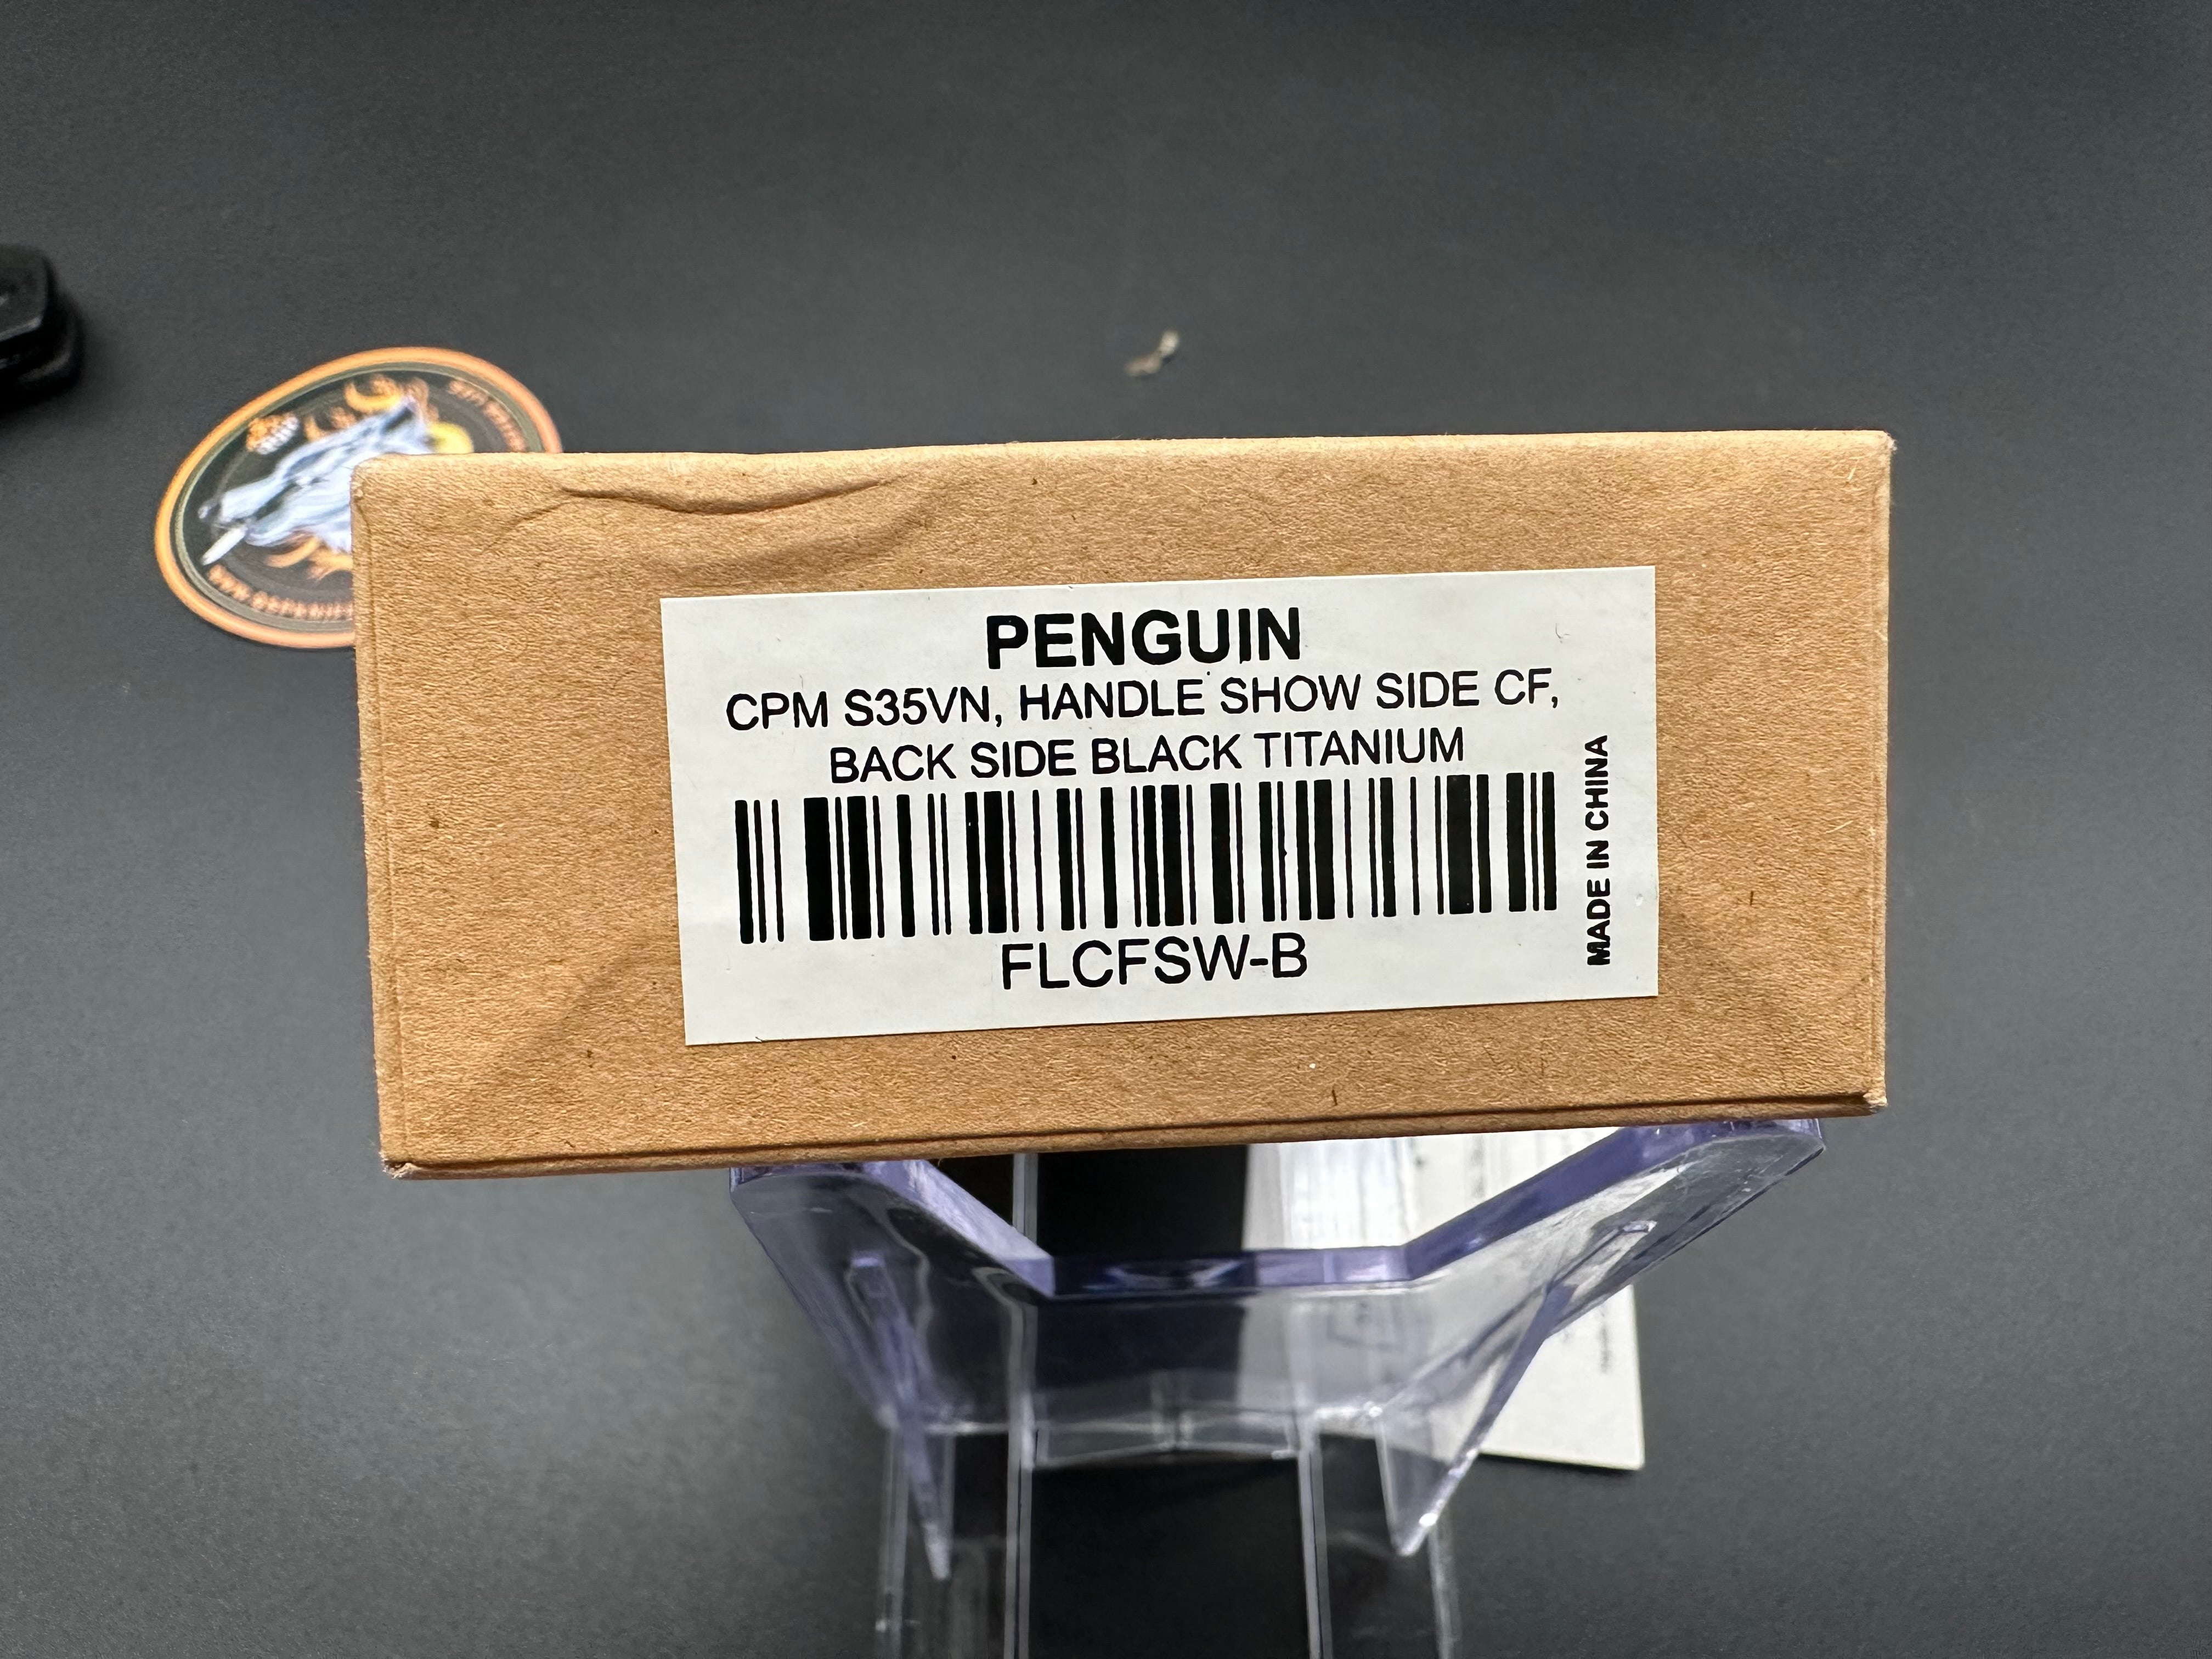 PENGUIN
CPM S35VN, HANDLE SHOW SIDE CF,
BACK SIDE BLACK TITANIUM
FLCFSW-B
MADE IN CHINA